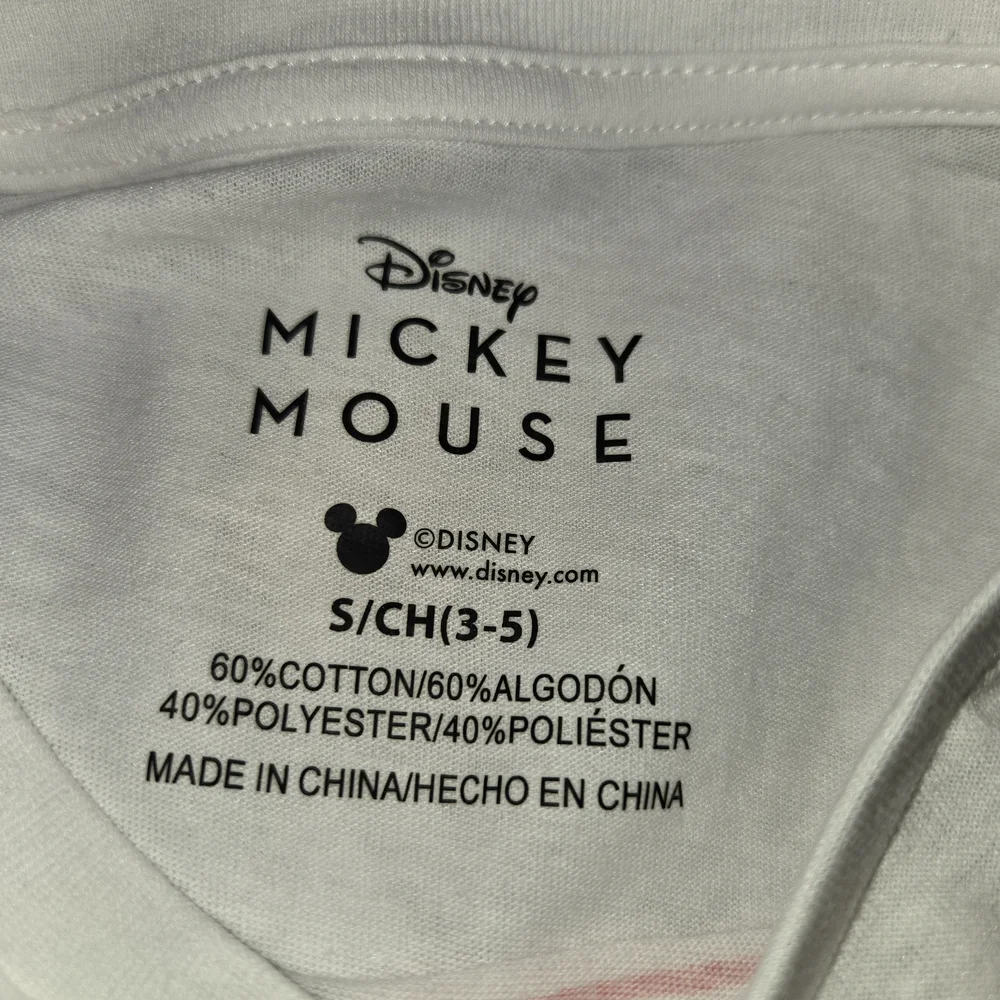 Disney
MICKEY
MOUSE
©DISNEY
www.disney.com
S/CH(3-5)
60%COTTON/60%ALGODÓN
40%POLYESTER/40%POLIÉSTER
MADE IN CHINA/HECHO EN CHINA